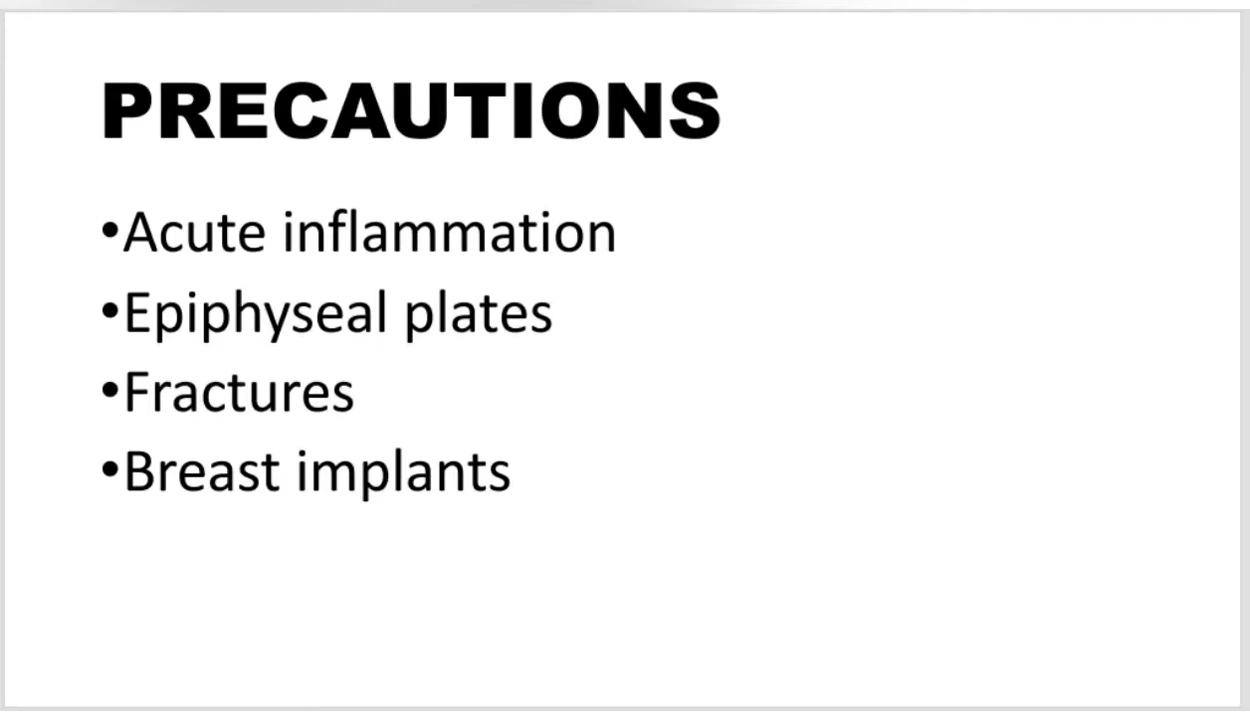 PRECAUTIONS
•Acute inflammation
•Epiphyseal plates
•Fractures
•Breast implants